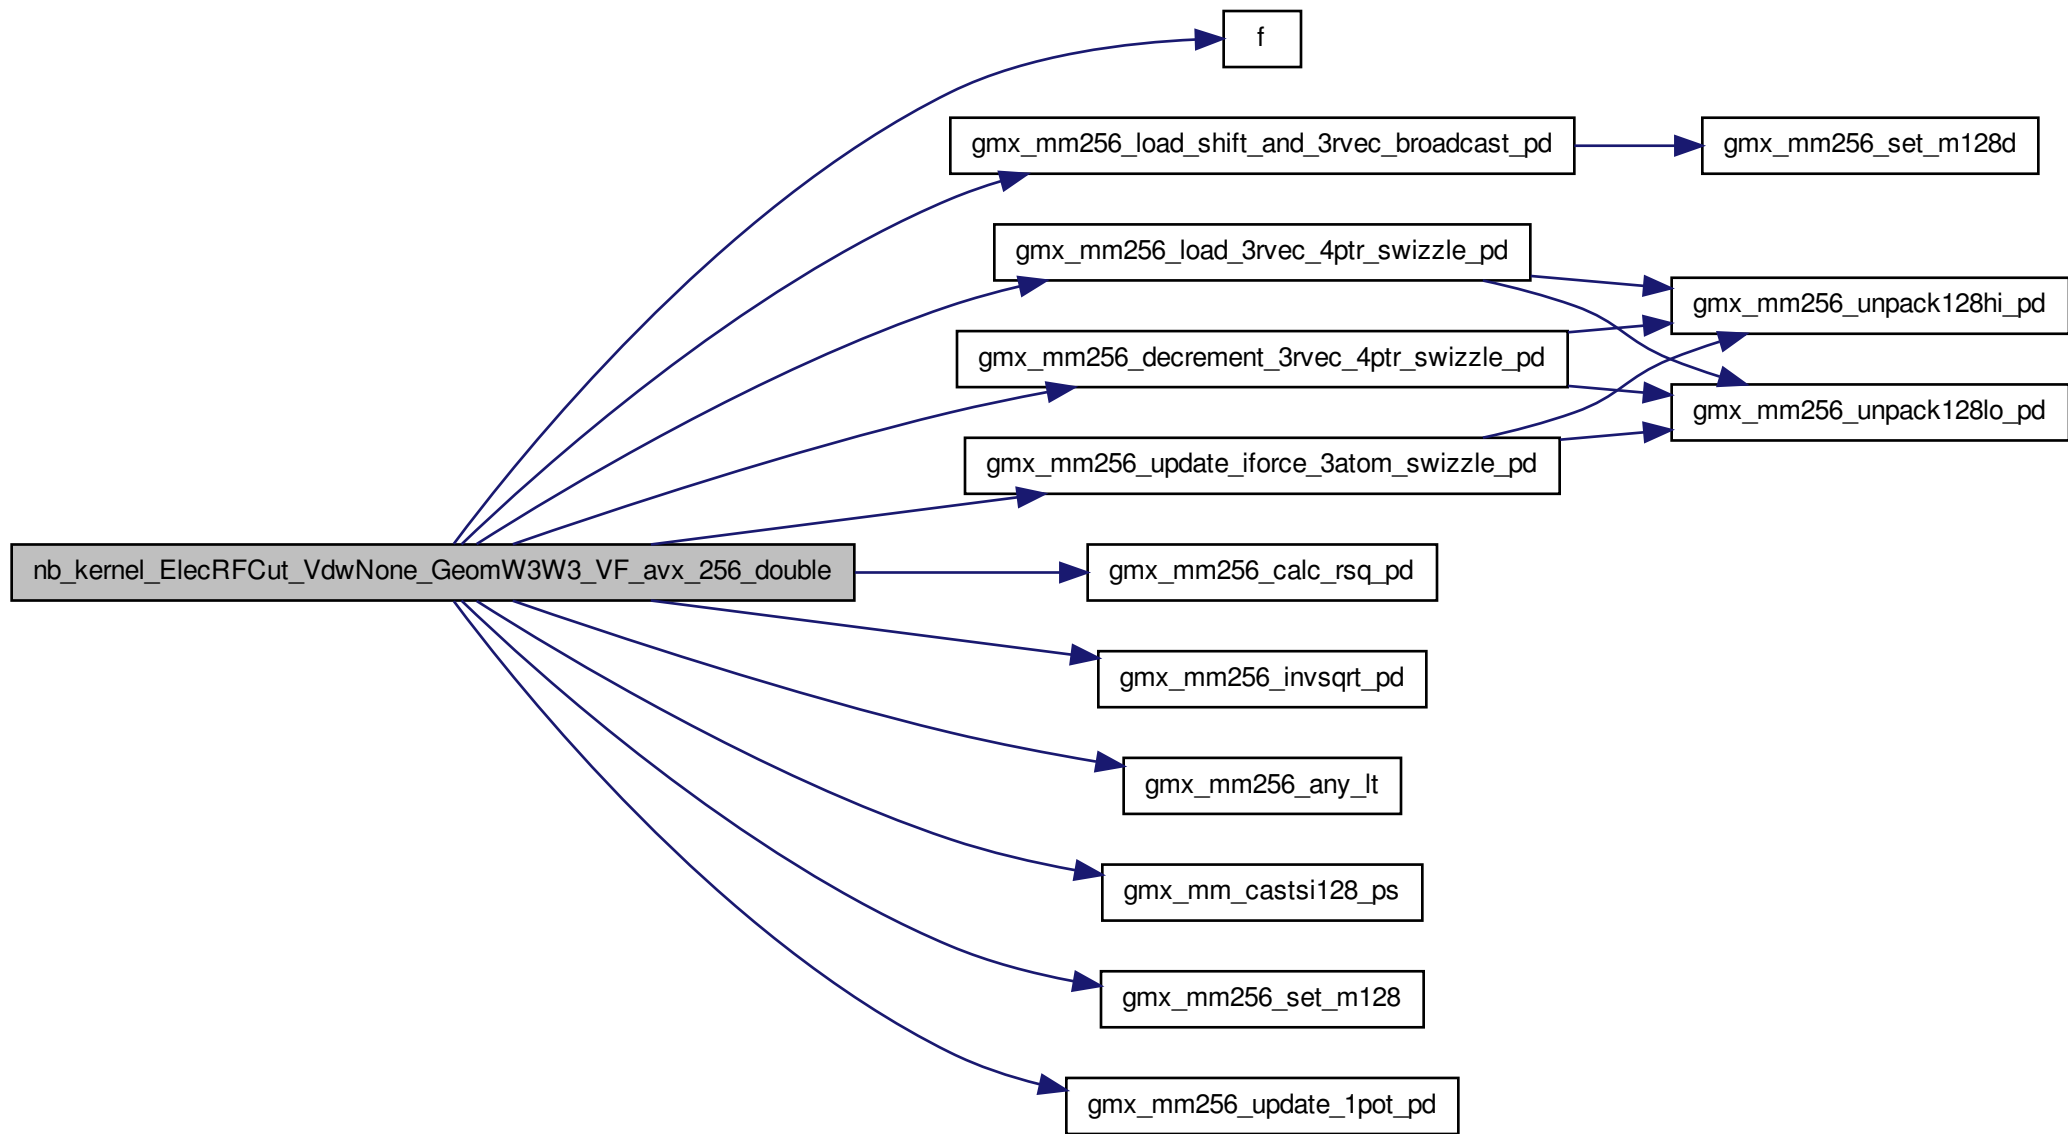 f
gmx_mm256_load_shift_and_3rvec_broadcast_pd
gmx_mm256_set_m128d
gmx_mm256_load_3rvec_4ptr_swizzle_pd
gmx_mm256_unpack128hi_pd
gmx_mm256_decrement_3rvec_4ptr_swizzle_pd
gmx_mm256_unpack128lo_pd
gmx_mm256_update_iforce_3atom_swizzle_pd
nb_kernel_ElecRFCut_VdwNone_GeomW3W3_VF_avx_256_double
gmx_mm256_calc_rsq_pd
gmx_mm256_invsqrt_pd
gmx_mm256_any_lt
gmx_mm_castsi128_ps
gmx_mm256_set_m128
gmx_mm256_update_1pot_pd